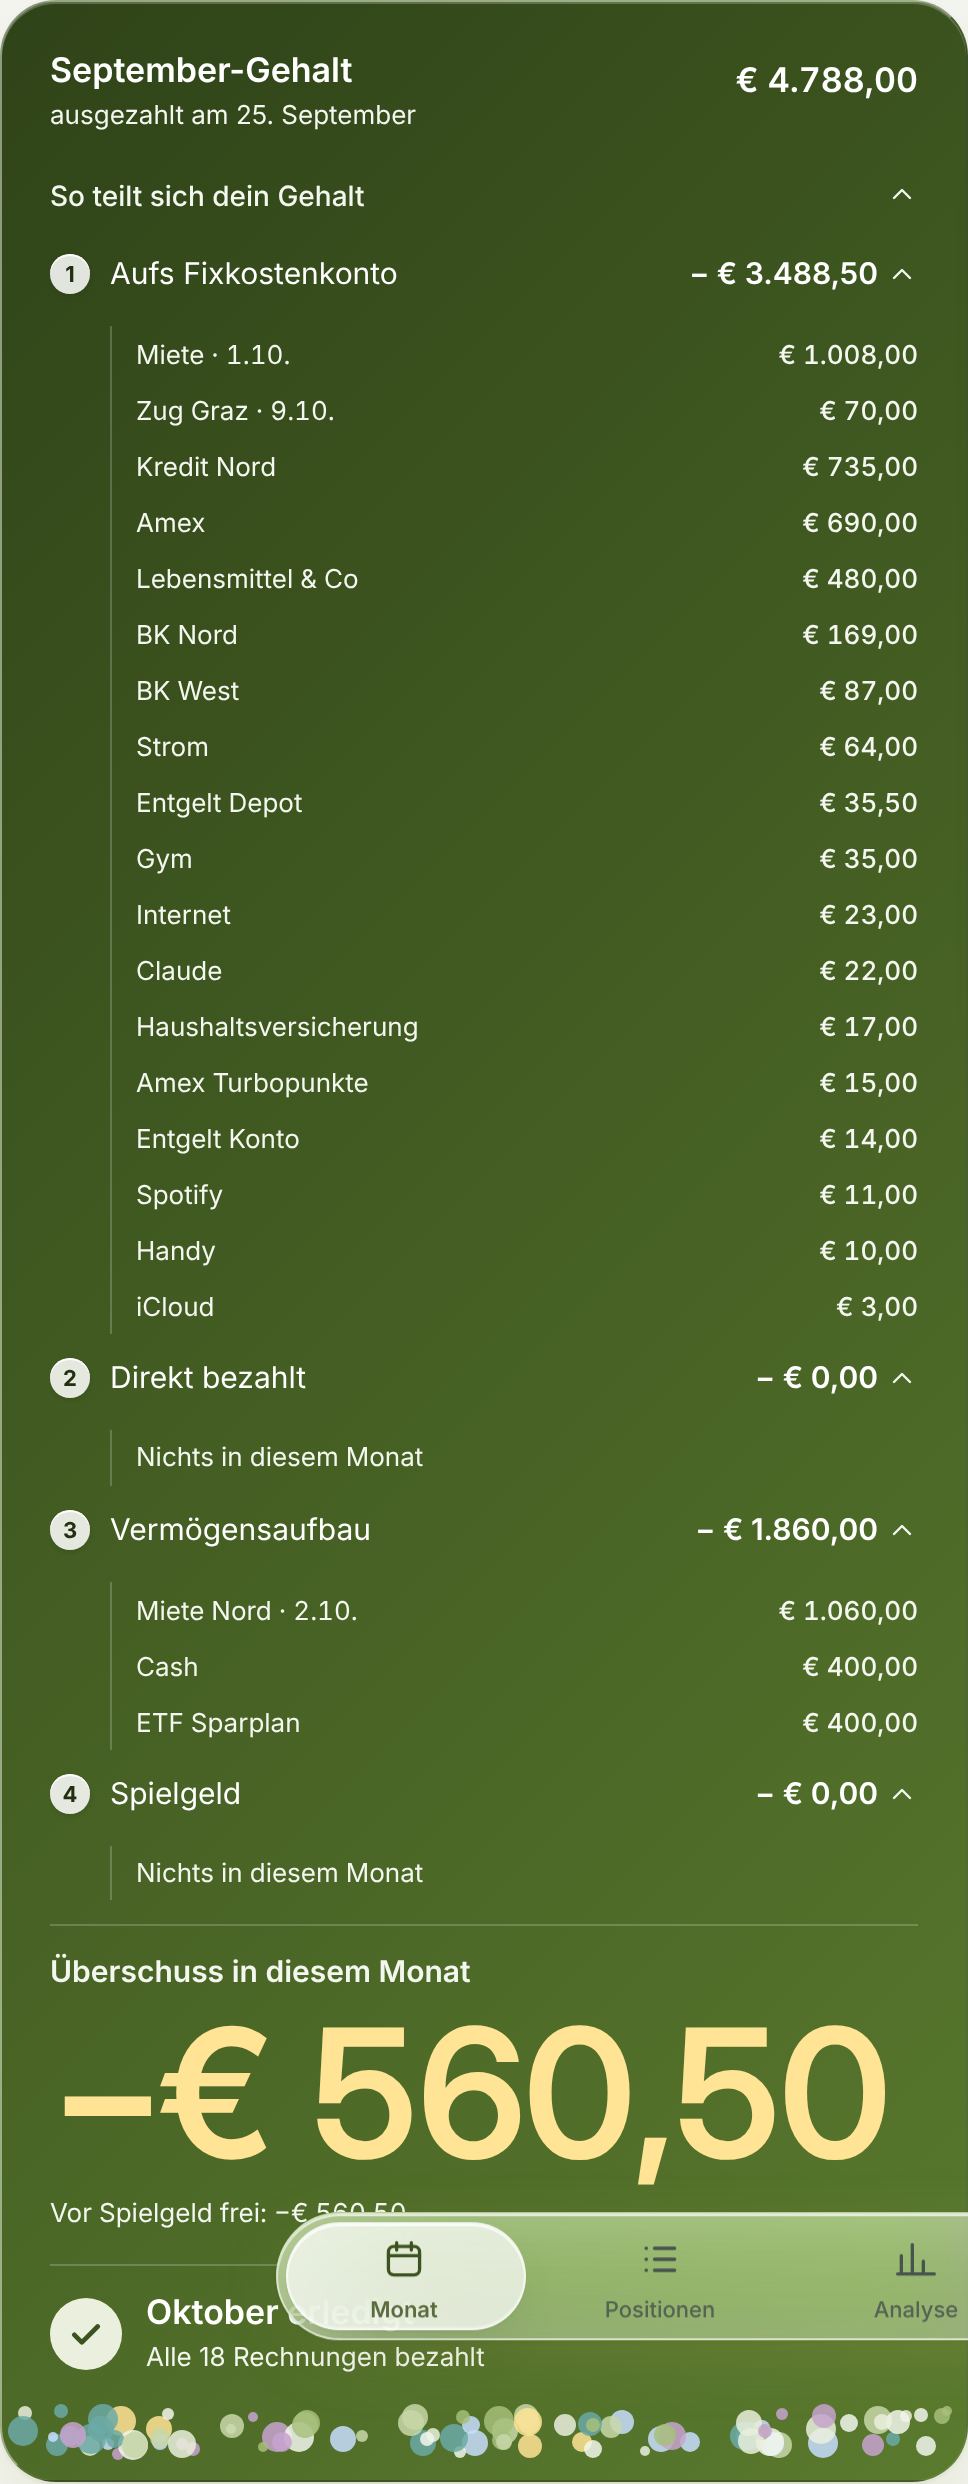 September-Gehalt
€ 4.788,00
ausgezahlt am 25. September
So teilt sich dein Gehalt
1 Aufs Fixkostenkonto – € 3.488,50
Miete · 1.10. € 1.008,00
Zug Graz · 9.10. € 70,00
Kredit Nord € 735,00
Amex € 690,00
Lebensmittel & Co € 480,00
BK Nord € 169,00
BK West € 87,00
Strom € 64,00
Entgelt Depot € 35,50
Gym € 35,00
Internet € 23,00
Claude € 22,00
Haushaltsversicherung € 17,00
Amex Turbopunkte € 15,00
Entgelt Konto € 14,00
Spotify € 11,00
Handy € 10,00
iCloud € 3,00
2 Direkt bezahlt – € 0,00
Nichts in diesem Monat
3 Vermögensaufbau – € 1.860,00
Miete Nord · 2.10. € 1.060,00
Cash € 400,00
ETF Sparplan € 400,00
4 Spielgeld – € 0,00
Nichts in diesem Monat
Überschuss in diesem Monat
–€ 560,50
Vor Spielgeld frei: –€ 560,50
Monat Positionen Analyse
Oktober erledigt
Alle 18 Rechnungen bezahlt